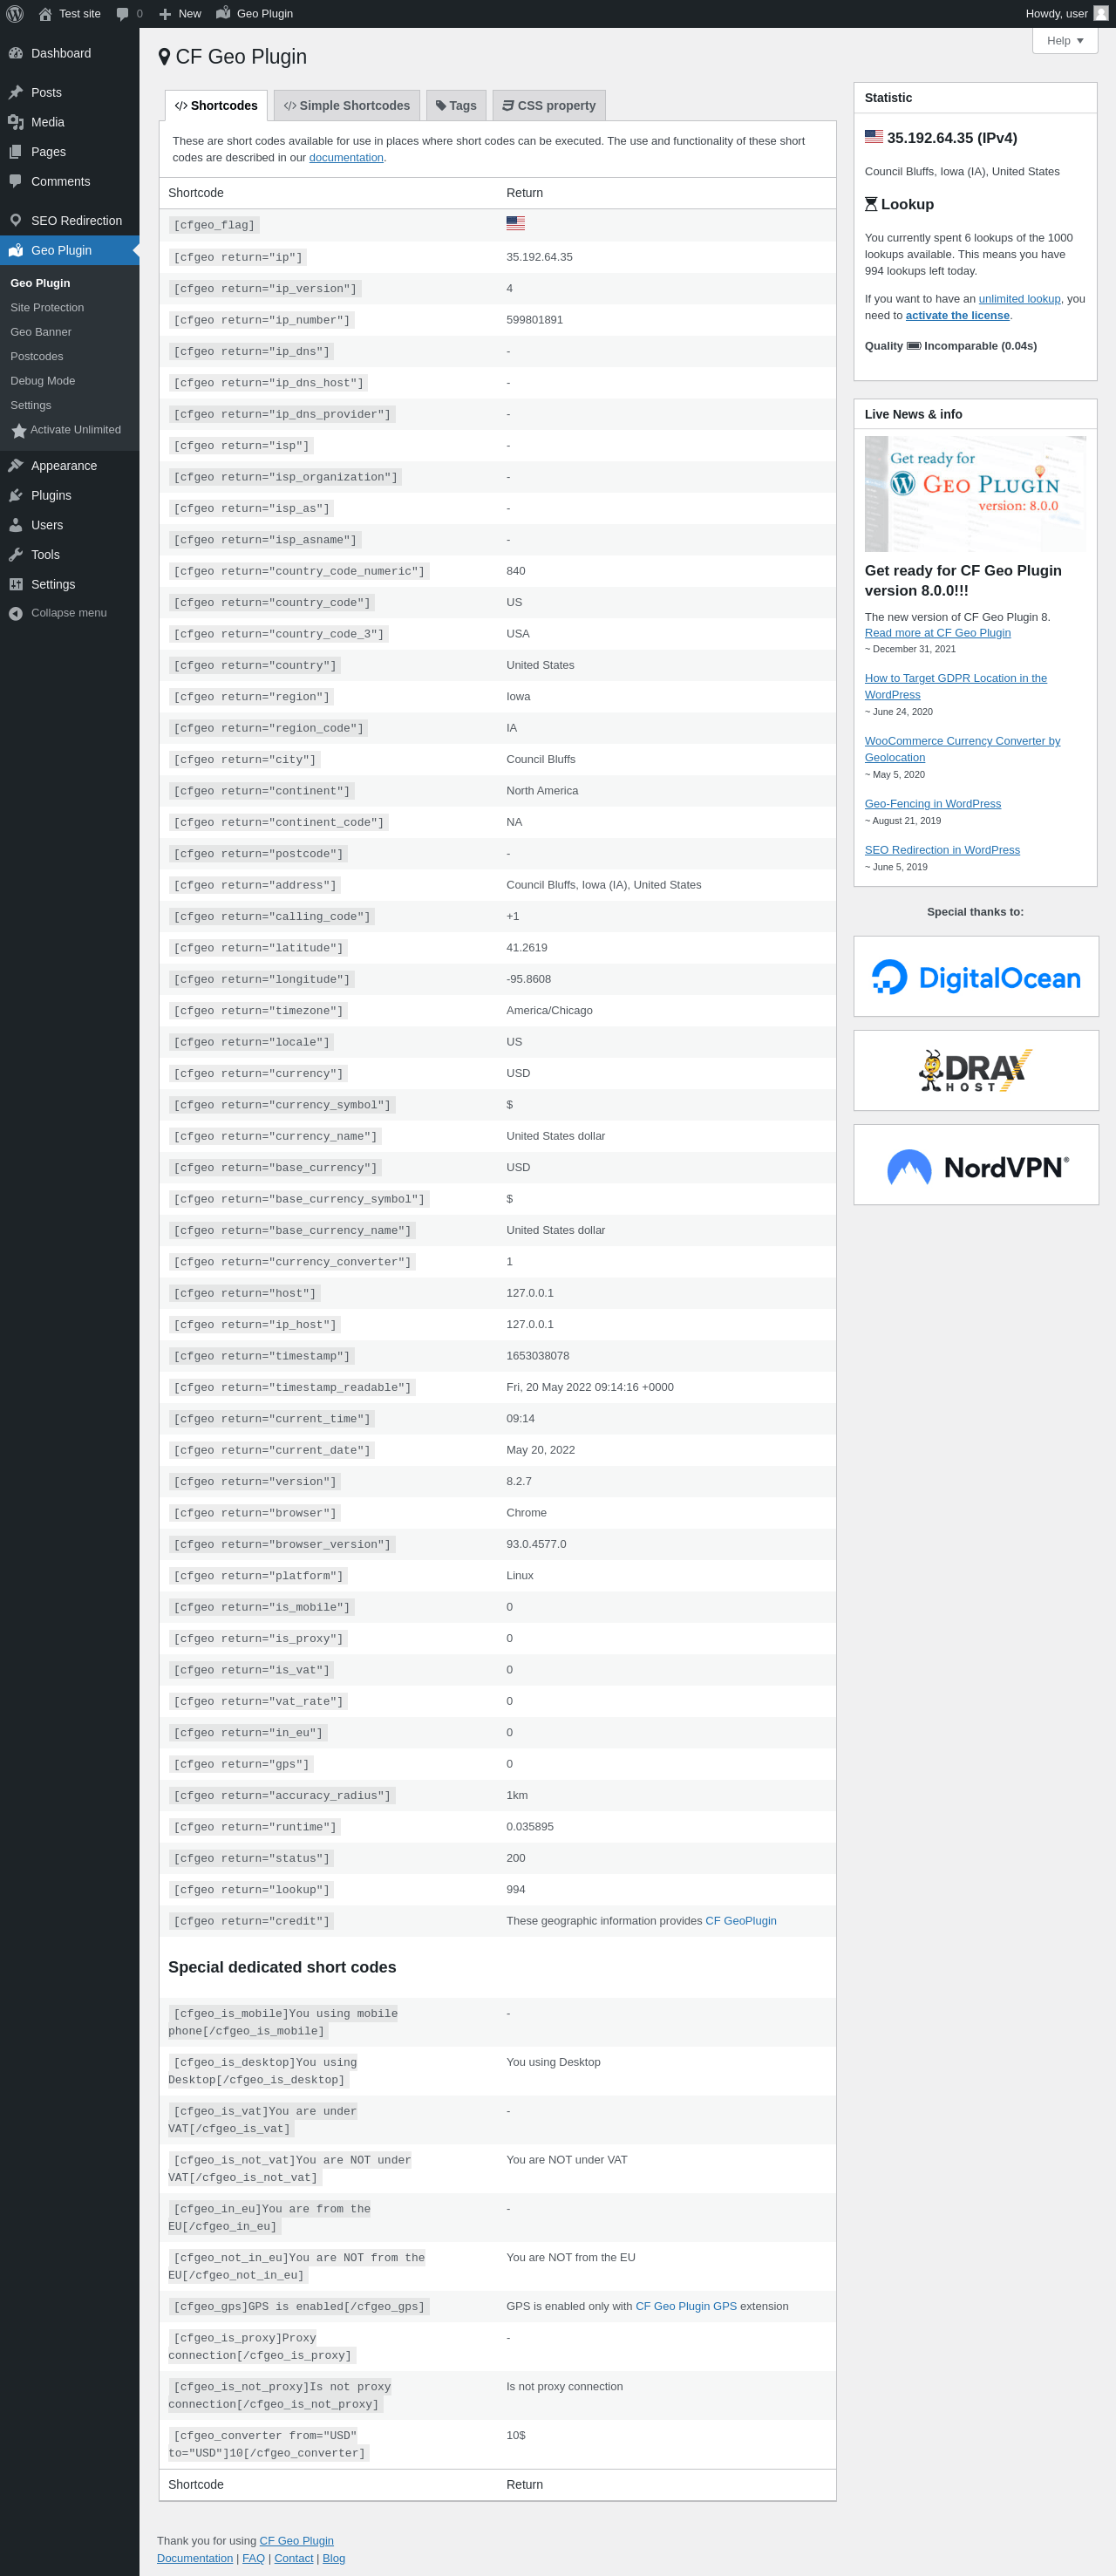 Test site 0 New Geo Plugin Howdy, user
Help
Dashboard
Posts
Media
Pages
Comments
SEO Redirection
Geo Plugin
Geo Plugin
Site Protection
Geo Banner
Postcodes
Debug Mode
Settings
Activate Unlimited
Appearance
Plugins
Users
Tools
Settings
Collapse menu
CF Geo Plugin
Shortcodes Simple Shortcodes Tags CSS property
These are short codes available for use in places where short codes can be executed. The use and functionality of these short
codes are described in our documentation.
Shortcode Return
[cfgeo_flag]
[cfgeo return="ip"] 35.192.64.35
[cfgeo return="ip_version"] 4
[cfgeo return="ip_number"] 599801891
[cfgeo return="ip_dns"] -
[cfgeo return="ip_dns_host"] -
[cfgeo return="ip_dns_provider"] -
[cfgeo return="isp"] -
[cfgeo return="isp_organization"] -
[cfgeo return="isp_as"] -
[cfgeo return="isp_asname"] -
[cfgeo return="country_code_numeric"] 840
[cfgeo return="country_code"] US
[cfgeo return="country_code_3"] USA
[cfgeo return="country"] United States
[cfgeo return="region"] Iowa
[cfgeo return="region_code"] IA
[cfgeo return="city"] Council Bluffs
[cfgeo return="continent"] North America
[cfgeo return="continent_code"] NA
[cfgeo return="postcode"] -
[cfgeo return="address"] Council Bluffs, Iowa (IA), United States
[cfgeo return="calling_code"] +1
[cfgeo return="latitude"] 41.2619
[cfgeo return="longitude"] -95.8608
[cfgeo return="timezone"] America/Chicago
[cfgeo return="locale"] US
[cfgeo return="currency"] USD
[cfgeo return="currency_symbol"] $
[cfgeo return="currency_name"] United States dollar
[cfgeo return="base_currency"] USD
[cfgeo return="base_currency_symbol"] $
[cfgeo return="base_currency_name"] United States dollar
[cfgeo return="currency_converter"] 1
[cfgeo return="host"] 127.0.0.1
[cfgeo return="ip_host"] 127.0.0.1
[cfgeo return="timestamp"] 1653038078
[cfgeo return="timestamp_readable"] Fri, 20 May 2022 09:14:16 +0000
[cfgeo return="current_time"] 09:14
[cfgeo return="current_date"] May 20, 2022
[cfgeo return="version"] 8.2.7
[cfgeo return="browser"] Chrome
[cfgeo return="browser_version"] 93.0.4577.0
[cfgeo return="platform"] Linux
[cfgeo return="is_mobile"] 0
[cfgeo return="is_proxy"] 0
[cfgeo return="is_vat"] 0
[cfgeo return="vat_rate"] 0
[cfgeo return="in_eu"] 0
[cfgeo return="gps"] 0
[cfgeo return="accuracy_radius"] 1km
[cfgeo return="runtime"] 0.035895
[cfgeo return="status"] 200
[cfgeo return="lookup"] 994
[cfgeo return="credit"] These geographic information provides CF GeoPlugin
Special dedicated short codes
[cfgeo_is_mobile]You using mobile -
phone[/cfgeo_is_mobile]
[cfgeo_is_desktop]You using You using Desktop
Desktop[/cfgeo_is_desktop]
[cfgeo_is_vat]You are under -
VAT[/cfgeo_is_vat]
[cfgeo_is_not_vat]You are NOT under You are NOT under VAT
VAT[/cfgeo_is_not_vat]
[cfgeo_in_eu]You are from the -
EU[/cfgeo_in_eu]
[cfgeo_not_in_eu]You are NOT from the You are NOT from the EU
EU[/cfgeo_not_in_eu]
[cfgeo_gps]GPS is enabled[/cfgeo_gps] GPS is enabled only with CF Geo Plugin GPS extension
[cfgeo_is_proxy]Proxy -
connection[/cfgeo_is_proxy]
[cfgeo_is_not_proxy]Is not proxy Is not proxy connection
connection[/cfgeo_is_not_proxy]
[cfgeo_converter from="USD" 10$
to="USD"]10[/cfgeo_converter]
Shortcode Return
Statistic
35.192.64.35 (IPv4)
Council Bluffs, Iowa (IA), United States
Lookup
You currently spent 6 lookups of the 1000
lookups available. This means you have
994 lookups left today.
If you want to have an unlimited lookup, you
need to activate the license.
Quality Incomparable (0.04s)
Live News & info
Get ready for
Geo Plugin
version: 8.0.0
Get ready for CF Geo Plugin
version 8.0.0!!!
The new version of CF Geo Plugin 8.
Read more at CF Geo Plugin
~ December 31, 2021
How to Target GDPR Location in the
WordPress
~ June 24, 2020
WooCommerce Currency Converter by
Geolocation
~ May 5, 2020
Geo-Fencing in WordPress
~ August 21, 2019
SEO Redirection in WordPress
~ June 5, 2019
Special thanks to:
DigitalOcean
DRAX
HOST
NordVPN®
Thank you for using CF Geo Plugin
Documentation | FAQ | Contact | Blog